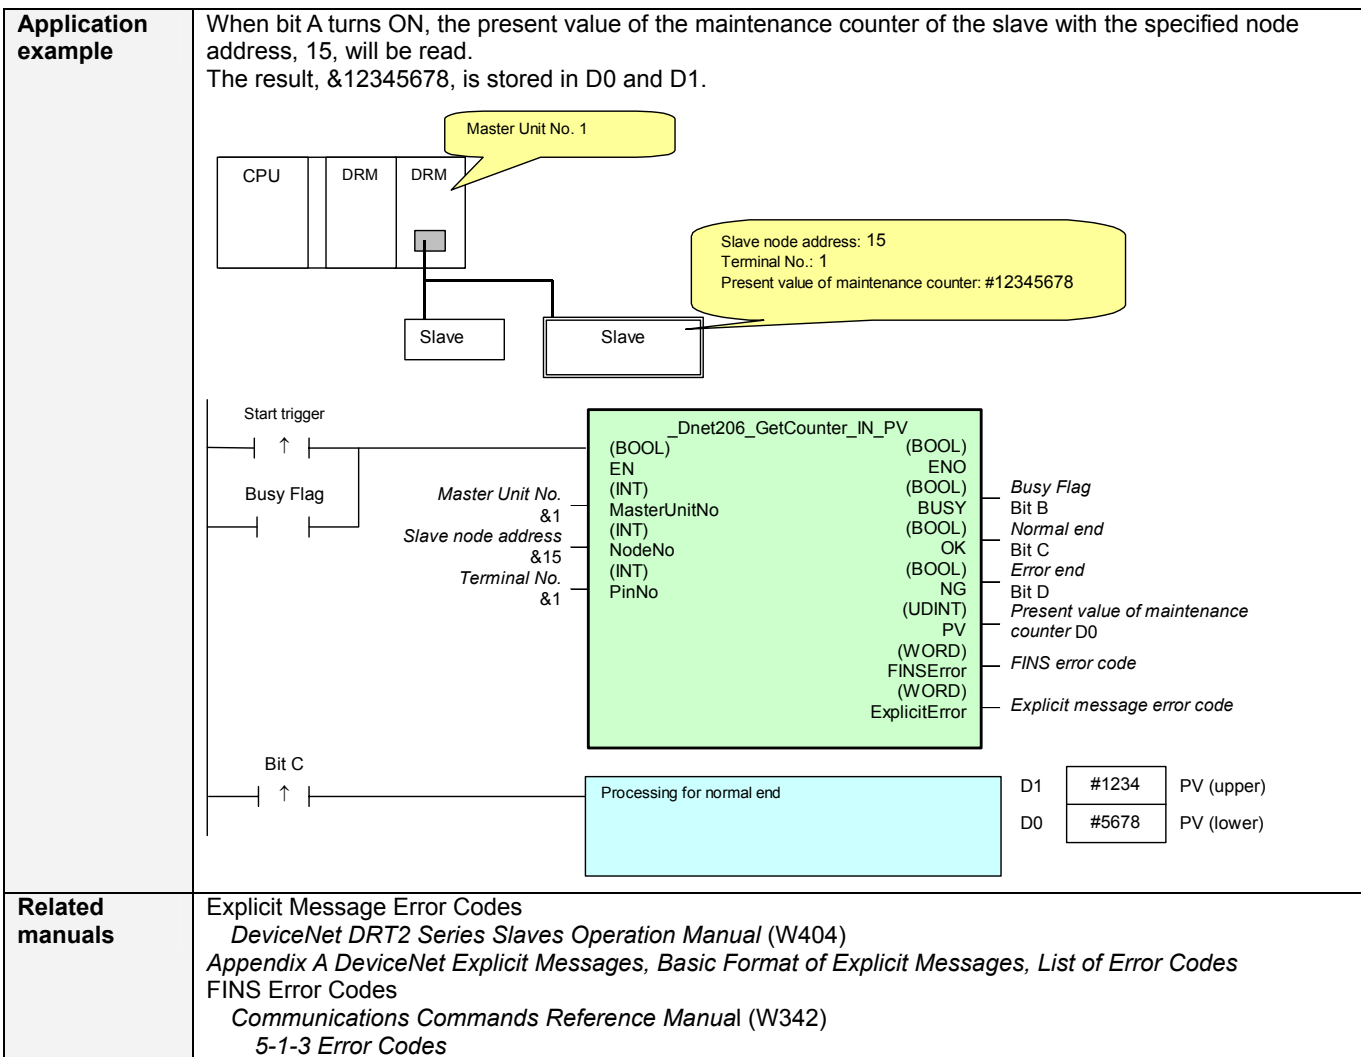 Application example
When bit A turns ON, the present value of the maintenance counter of the slave with the specified node
address, 15, will be read.
The result, &12345678, is stored in D0 and D1.
Master Unit No. 1
CPU
DRM
DRM
Slave node address: 15
Terminal No.: 1
Present value of maintenance counter: #12345678
Slave
Slave
Start trigger
↑
Busy Flag
_Dnet206_GetCounter_IN_PV
(BOOL)
EN
(INT)
MasterUnitNo
(INT)
NodeNo
(INT)
PinNo
Master Unit No.
&1
Slave node address
&15
Terminal No.
&1
(BOOL)
ENO
(BOOL)
BUSY
(BOOL)
OK
(BOOL)
NG
(UDINT)
PV
(WORD)
FINSError
(WORD)
ExplicitError
Busy Flag
Bit B
Normal end
Bit C
Error end
Bit D
Present value of maintenance
counter D0
FINS error code
Explicit message error code
Bit C
↑
Processing for normal end
D1 #1234 PV (upper)
D0 #5678 PV (lower)
Related manuals
Explicit Message Error Codes
DeviceNet DRT2 Series Slaves Operation Manual (W404)
Appendix A DeviceNet Explicit Messages, Basic Format of Explicit Messages, List of Error Codes
FINS Error Codes
Communications Commands Reference Manual (W342)
5-1-3 Error Codes